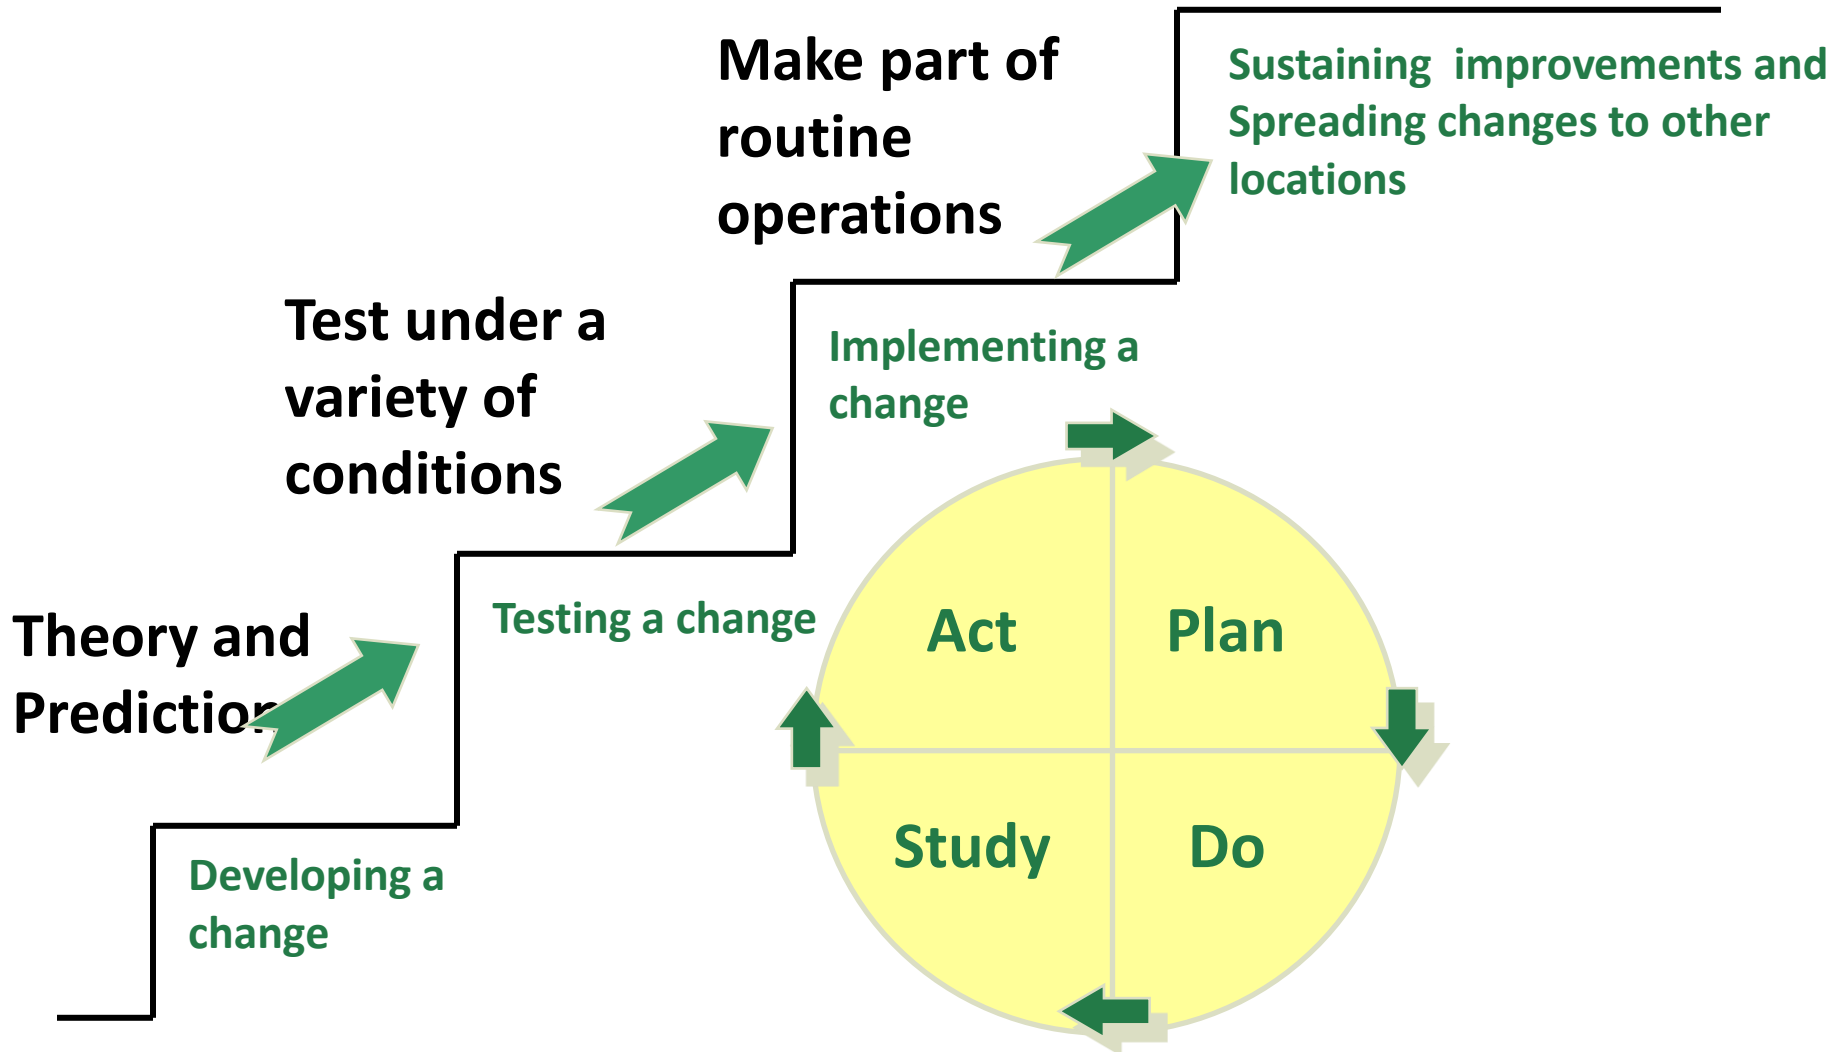 Make part of
routine
operations
Sustaining improvements and
Spreading changes to other
locations
Test under a
variety of
conditions
Implementing a
change
Theory and
Prediction
Testing a change
Act
Plan
Study
Do
Developing a
change